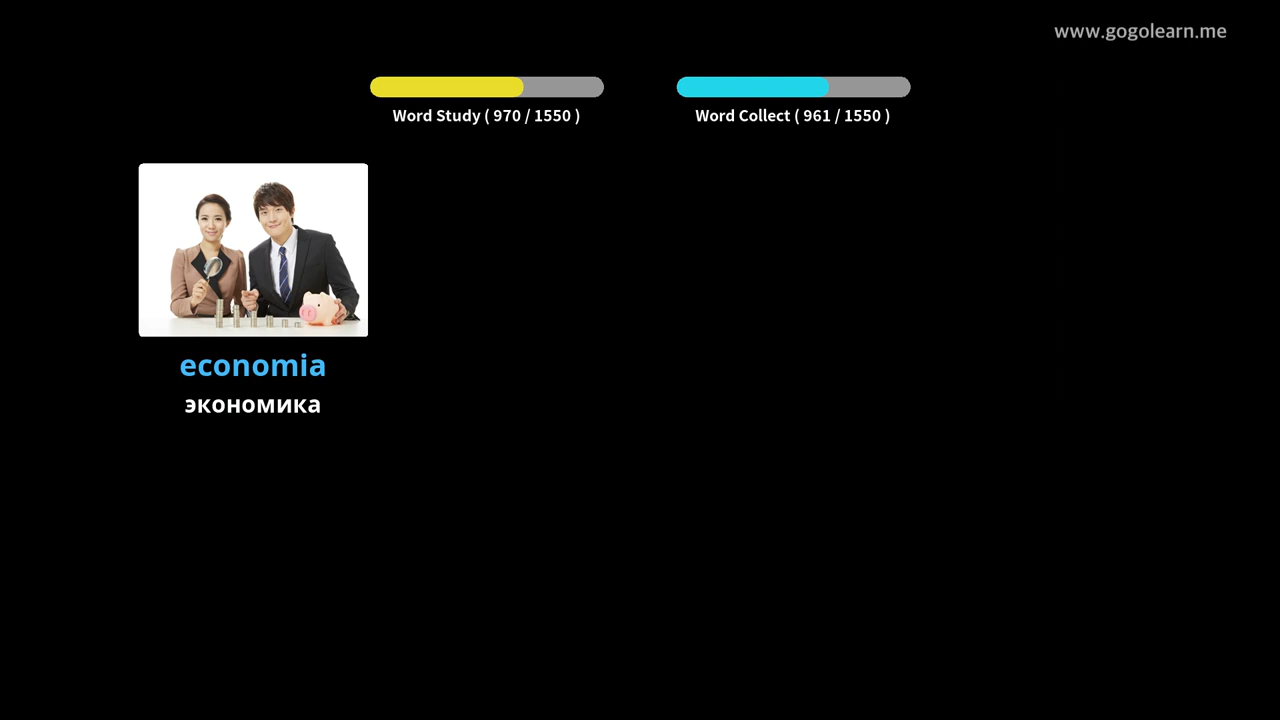 www.gogolearn.me
Word Study ( 970 / 1550 )
Word Collect ( 961 / 1550 )
economia
экономика